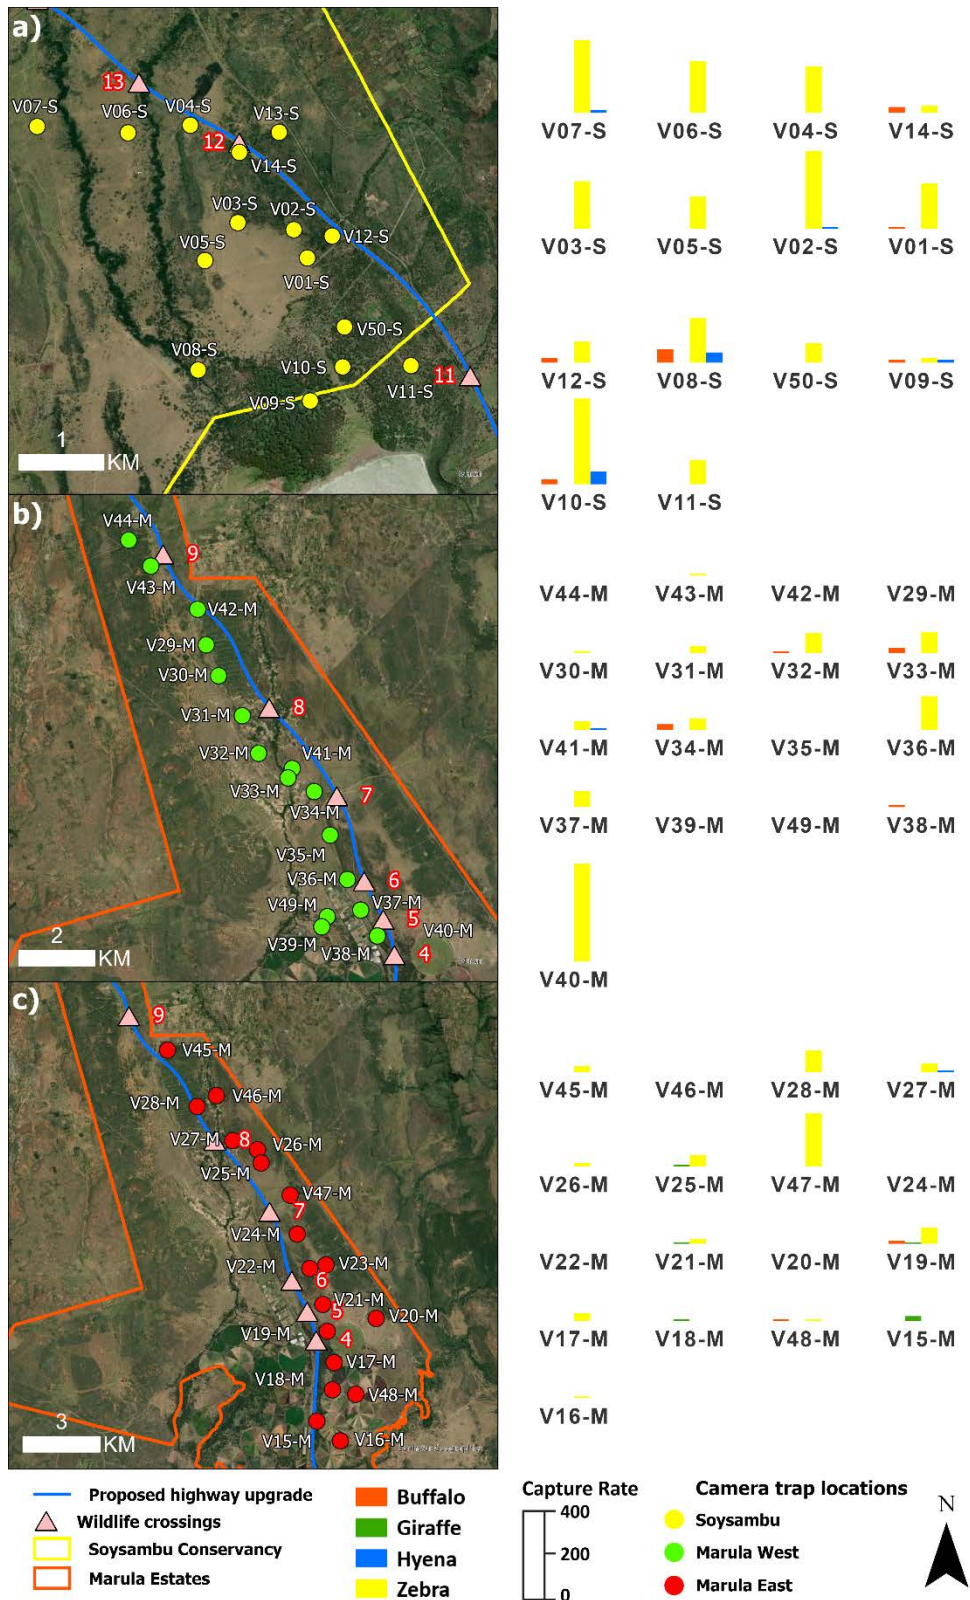 a)
13
V07-S
V06-S
V04-S
V13-S
12
V14-S
V03-S
V02-S
V12-S
V05-S
V01-S
V50-S
V08-S
V10-S
V11-S
11
V09-S
1
KM
V07-S V06-S V04-S V14-S
V03-S V05-S V02-S V01-S
V12-S V08-S V50-S V09-S
V10-S V11-S
b)
V44-M
9
V43-M
V42-M
V29-M
V30-M
V31-M
8
V32-M
V41-M
V33-M
7
V34-M
V35-M
V36-M
6
V37-M
V49-M
5
V40-M
V39-M
V38-M
4
2
KM
V44-M V43-M V42-M V29-M
V30-M V31-M V32-M V33-M
V41-M V34-M V35-M V36-M
V37-M V39-M V49-M V38-M
V40-M
c)
9
V45-M
V46-M
V28-M
V27-M
8
V26-M
V25-M
V47-M
7
V24-M
V23-M
V22-M
6
V21-M
5
V20-M
V19-M
4
V17-M
V18-M
V48-M
V15-M
V16-M
3
KM
V45-M V46-M V28-M V27-M
V26-M V25-M V47-M V24-M
V22-M V21-M V20-M V19-M
V17-M V18-M V48-M V15-M
V16-M
Proposed highway upgrade
Wildlife crossings
Soysambu Conservancy
Marula Estates
Buffalo
Giraffe
Hyena
Zebra
Capture Rate
400
200
0
Camera trap locations
Soysambu
Marula West
Marula East
N